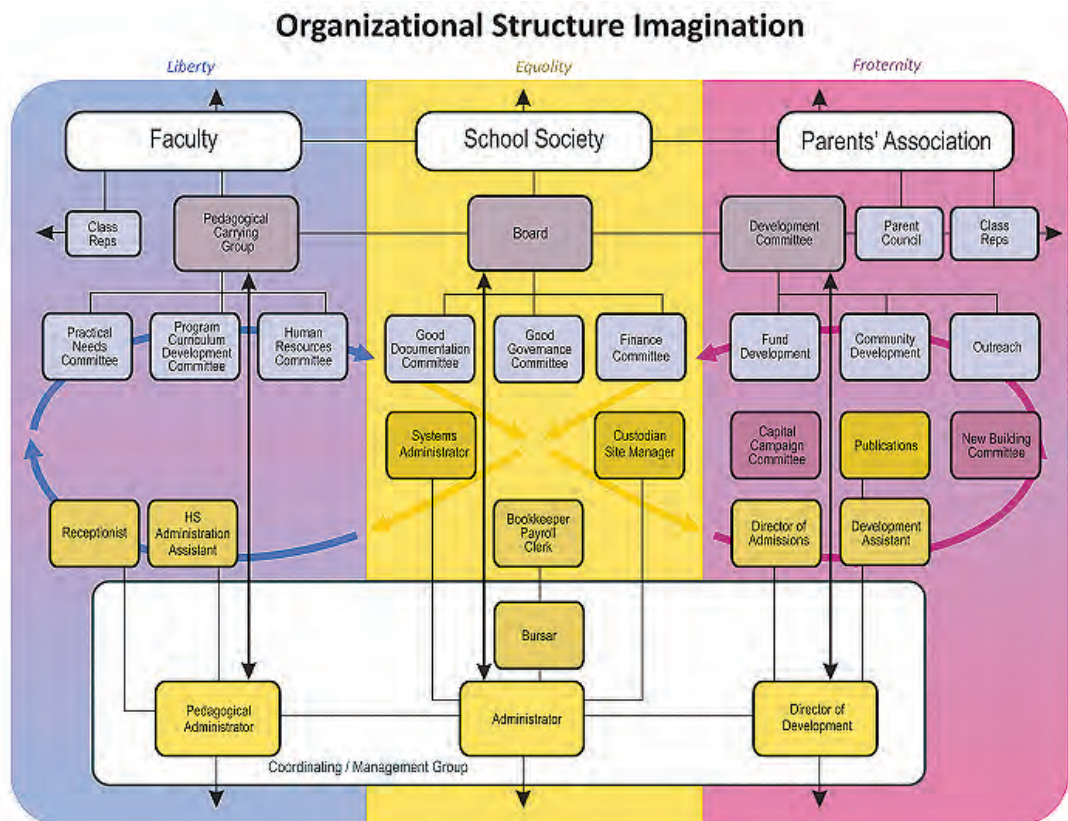 Organizational Structure Imagination
Liberty
Equality
Froternity
Faculty
School Society
Parents' Association
Class
Reps
Pedagogical
Carrying
Group
Board
Development
Committee
Parent
Council
Class
Reps
Practical
Needs
Committee
Program
Curriculum
Development
Committee
Human
Resources
Committee
Good
Documentation
Committee
Good
Governance
Committee
Finance
Committee
Fund
Development
Community
Development
Outreach
Systems
Administrator
Custodian
Site Manager
Capital
Campaign
Committee
Publications
New Building
Committee
Receptionist
HS
Administration
Assistant
Bookkeeper
Payroll
Clerk
Director of
Admissions
Development
Assistant
Bursar
Pedagogical
Administrator
Administrator
Director of
Development
Coordinating / Management Group